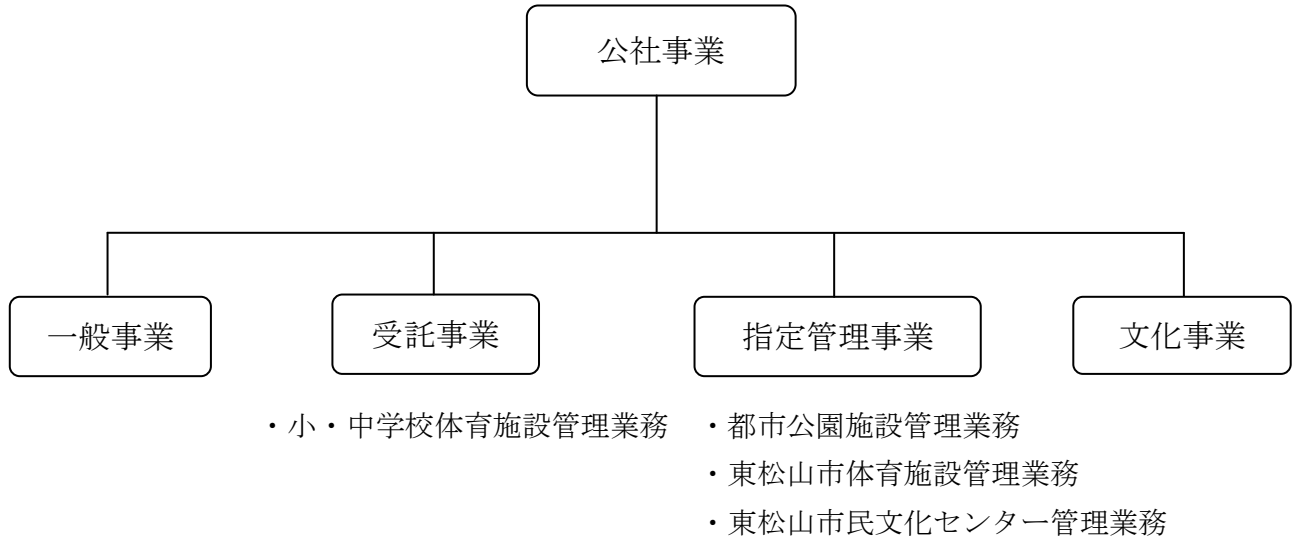 公社事業
一般事業
受託事業
指定管理事業
文化事業
・小・中学校体育施設管理業務
・都市公園施設管理業務
・東松山市体育施設管理業務
・東松山市民文化センター管理業務